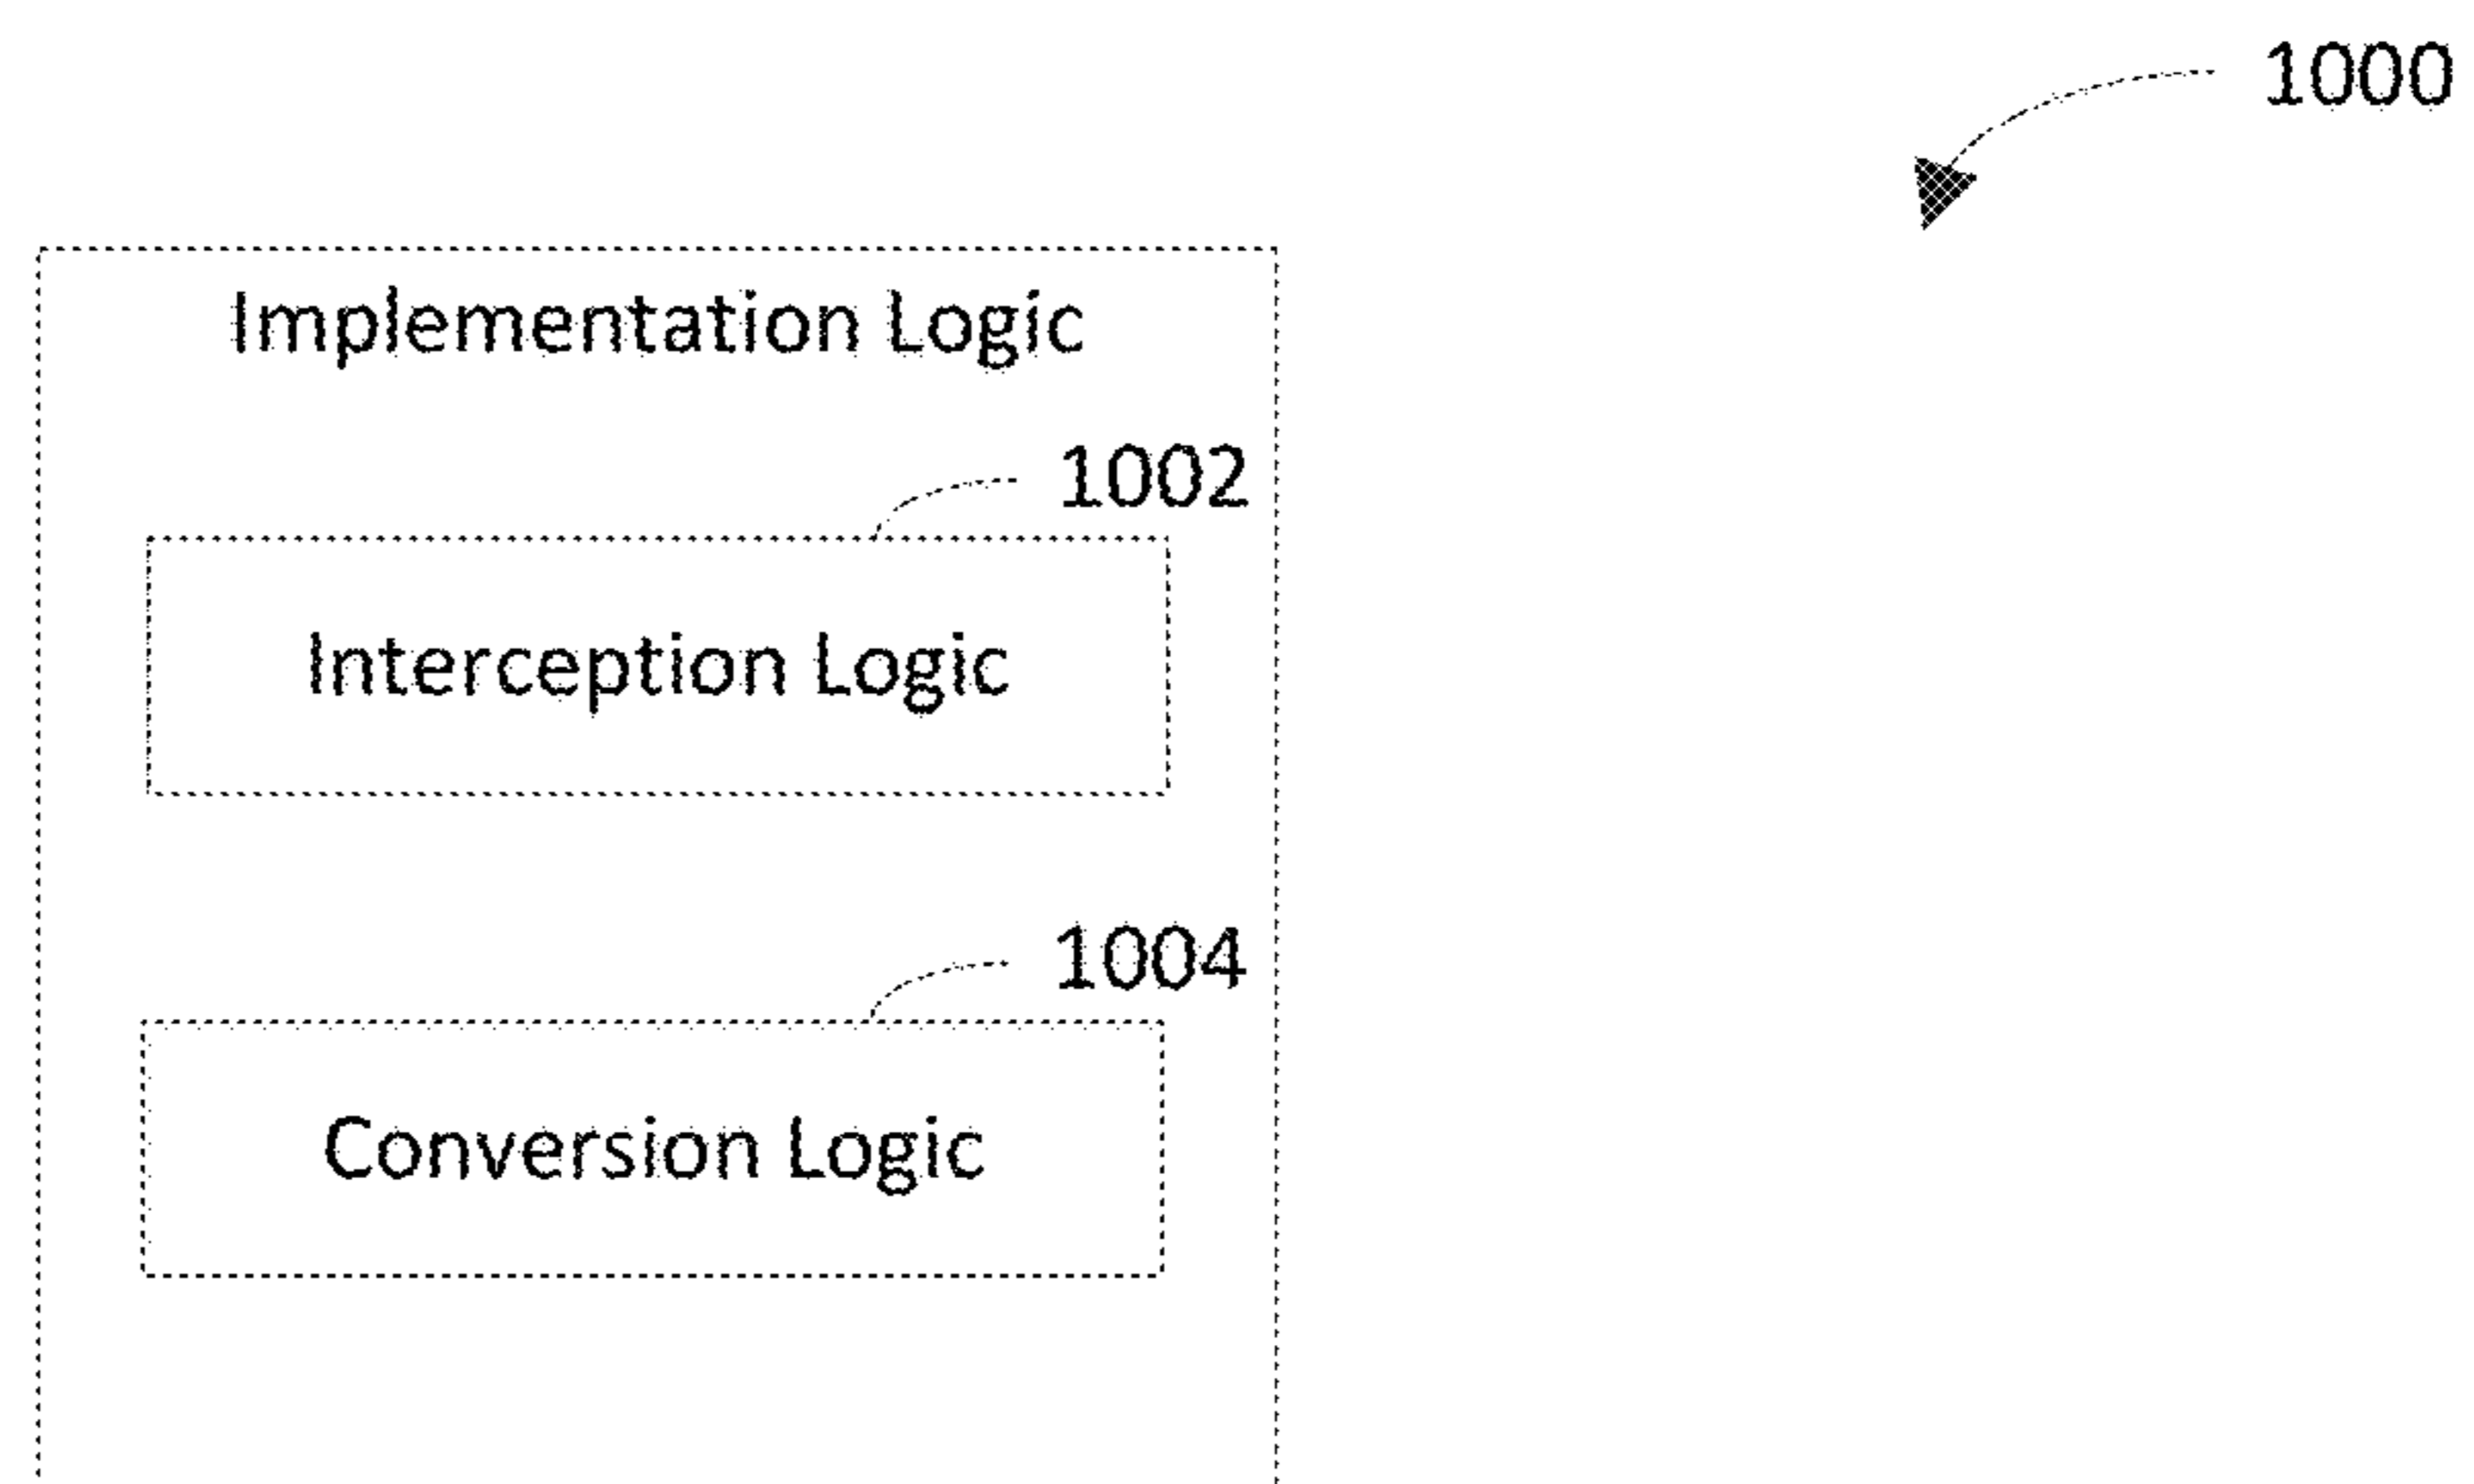 1000
Implementation Logic
1002
Interception Logic
1004
Conversion Logic